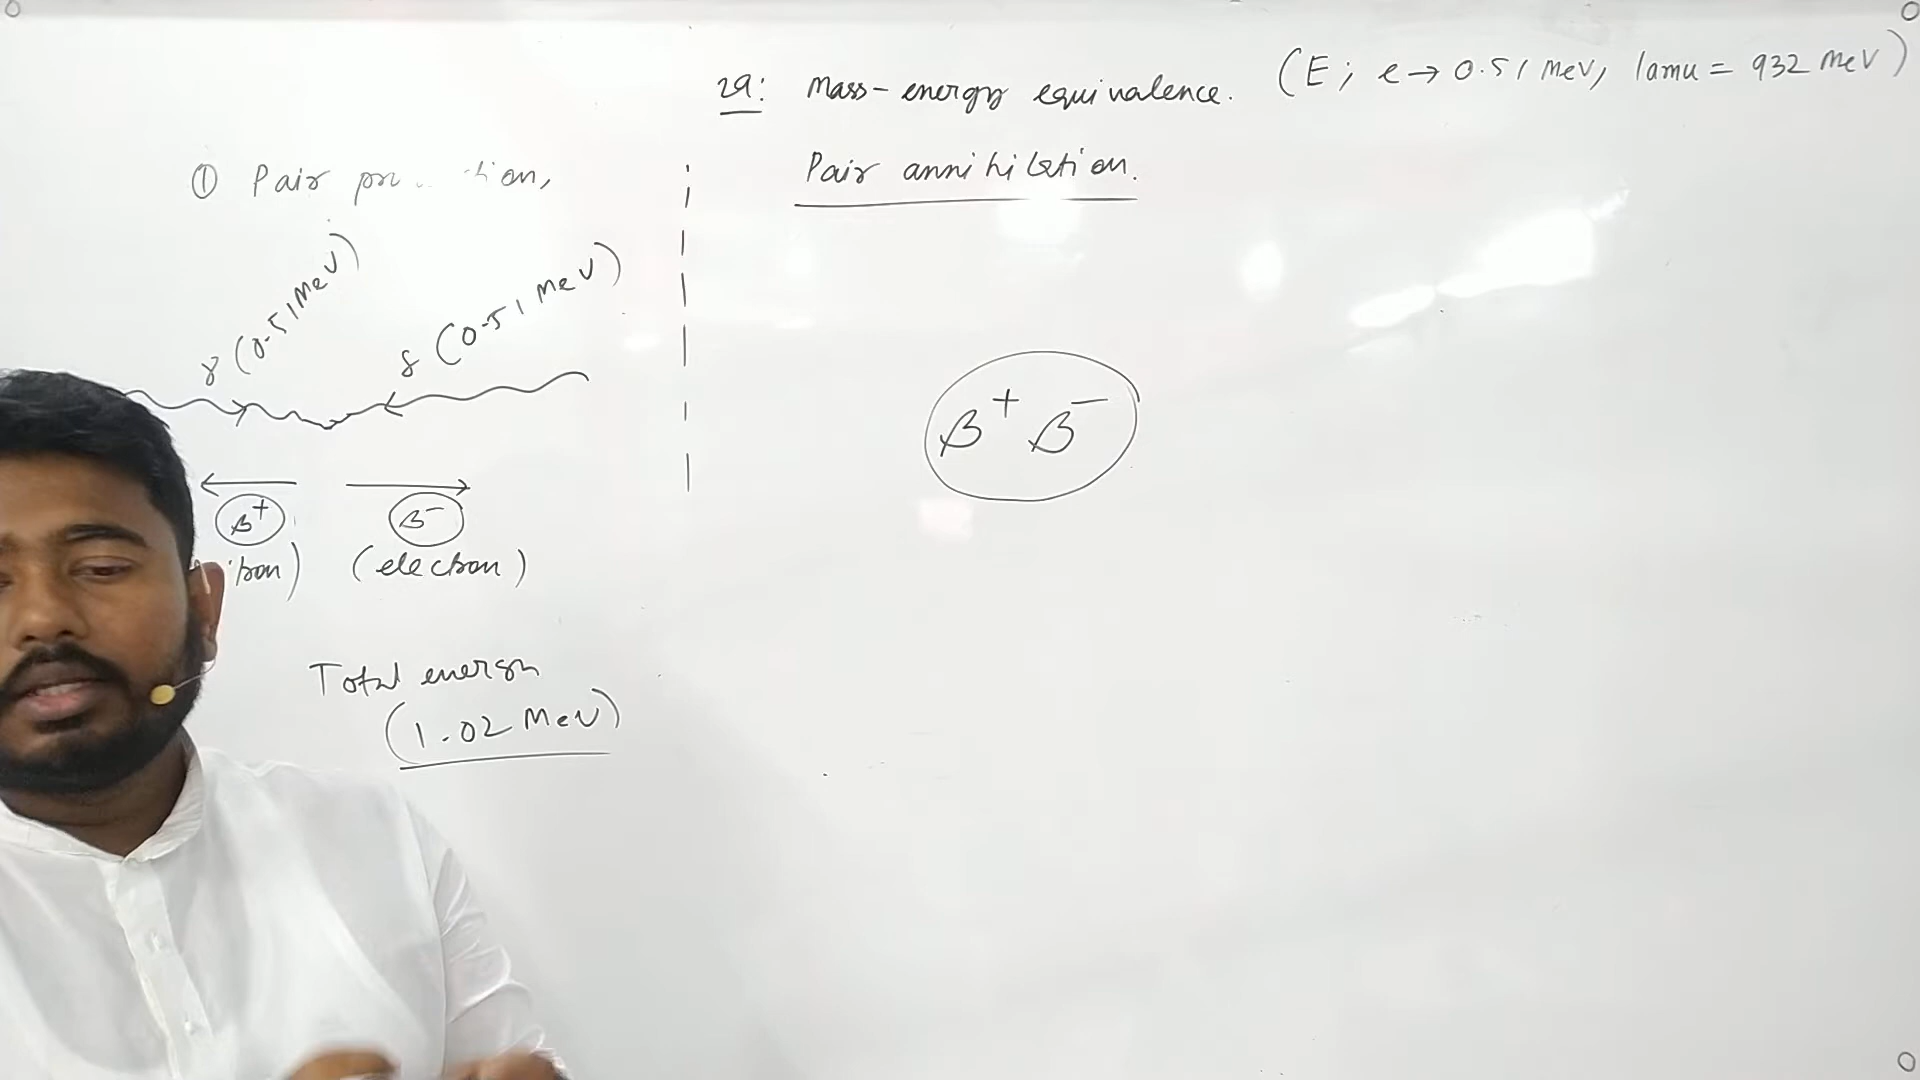 29: Mass-energy equivalence. (E; e → 0.51 MeV, 1amu = 932 MeV)
① Pair
Pair annihilation.
γ (0.51 MeV)
γ (0.51 MeV)
β⁺ β⁻
β⁺
β⁻
(electron)
Total energy
(1.02 MeV)